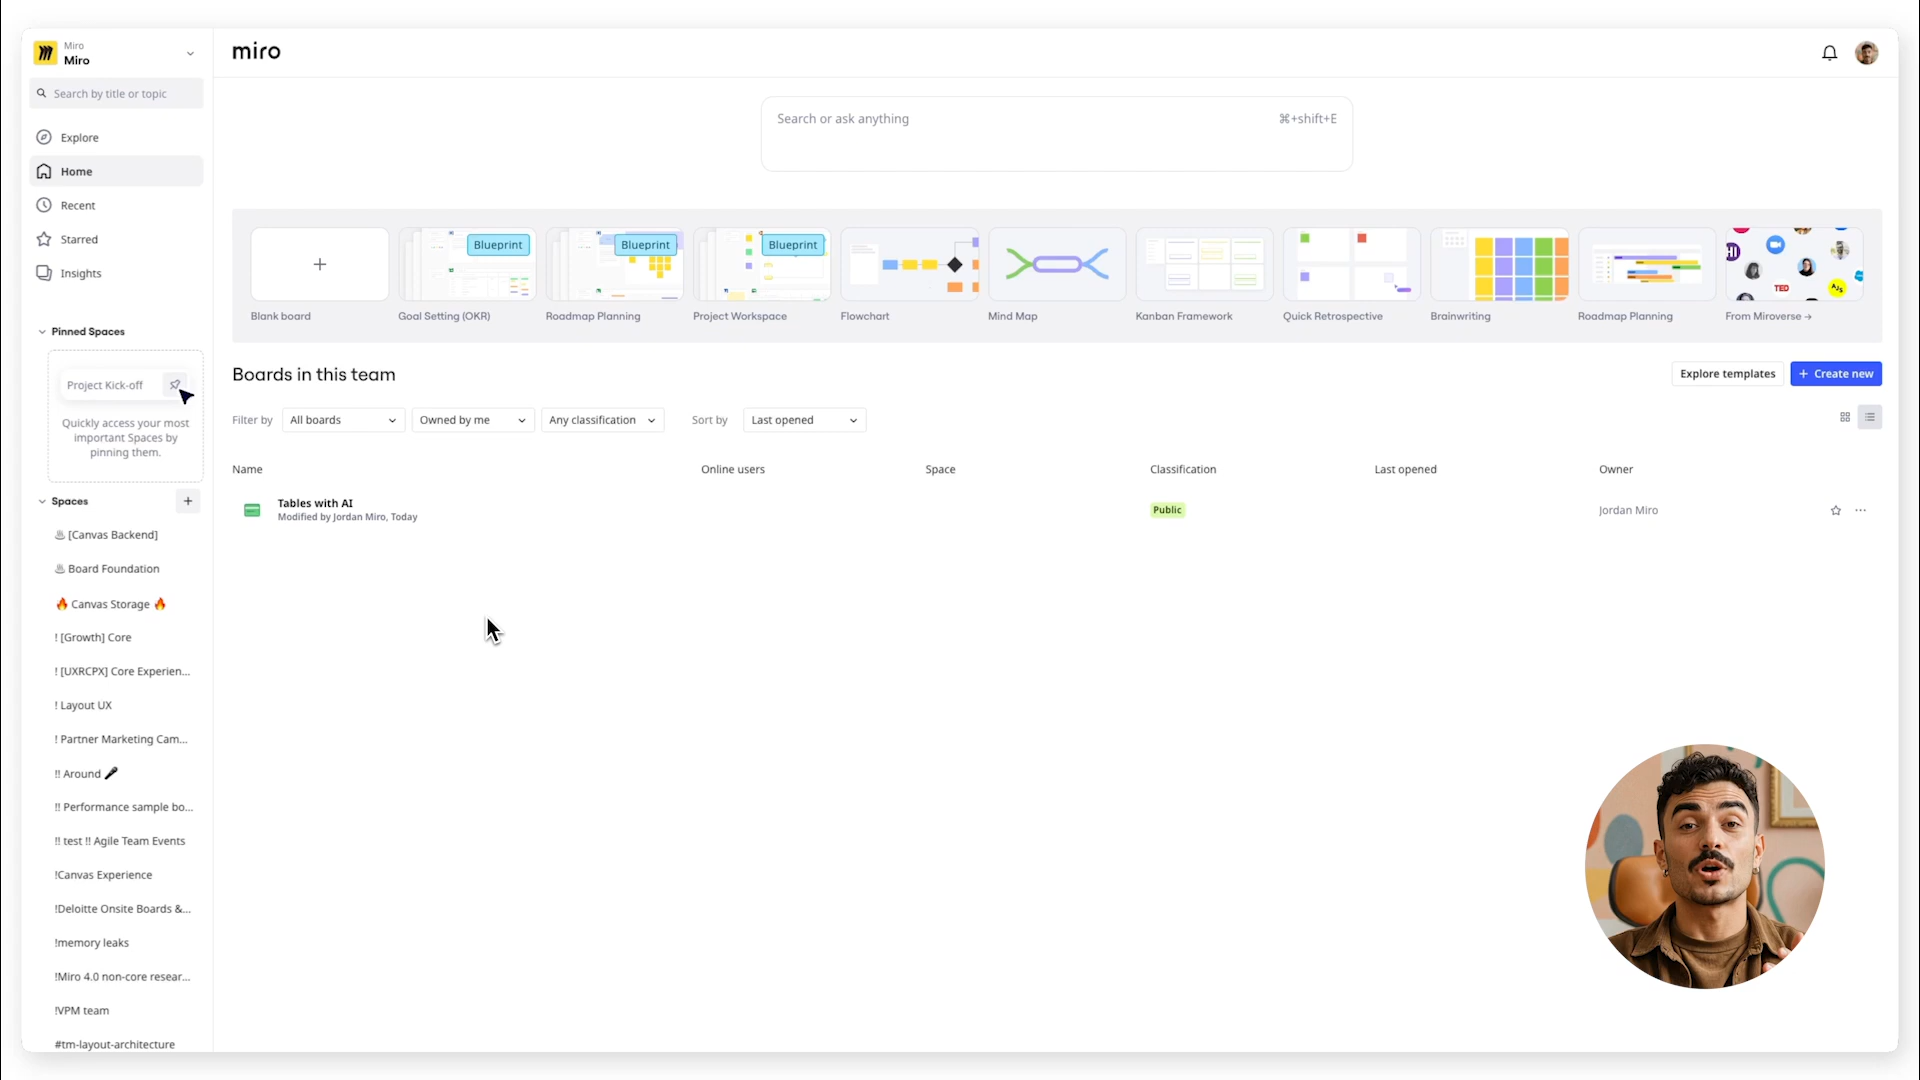 Miro
Miro
Search by title or topic
Explore
Home
Recent
Starred
Insights
Pinned Spaces
Project Kick-off
Quickly access your most
important Spaces by
pinning them.
Spaces
♨ [Canvas Backend]
♨ Board Foundation
🔥 Canvas Storage 🔥
! [Growth] Core
! [UXRCPX] Core Experien...
! Layout UX
! Partner Marketing Cam...
!! Around 🎤
!! Performance sample bo...
!! test !! Agile Team Events
!Canvas Experience
!Deloitte Onsite Boards &...
!memory leaks
!Miro 4.0 non-core resear...
!VPM team
#tm-layout-architecture
miro
Search or ask anything
⌘+shift+E
Blueprint
Blueprint
Blueprint
TED
Blank board
Goal Setting (OKR)
Roadmap Planning
Project Workspace
Flowchart
Mind Map
Kanban Framework
Quick Retrospective
Brainwriting
Roadmap Planning
From Miroverse →
Boards in this team
Explore templates
+ Create new
Filter by
All boards
Owned by me
Any classification
Sort by
Last opened
Name
Online users
Space
Classification
Last opened
Owner
Tables with AI
Modified by Jordan Miro, Today
Public
Jordan Miro